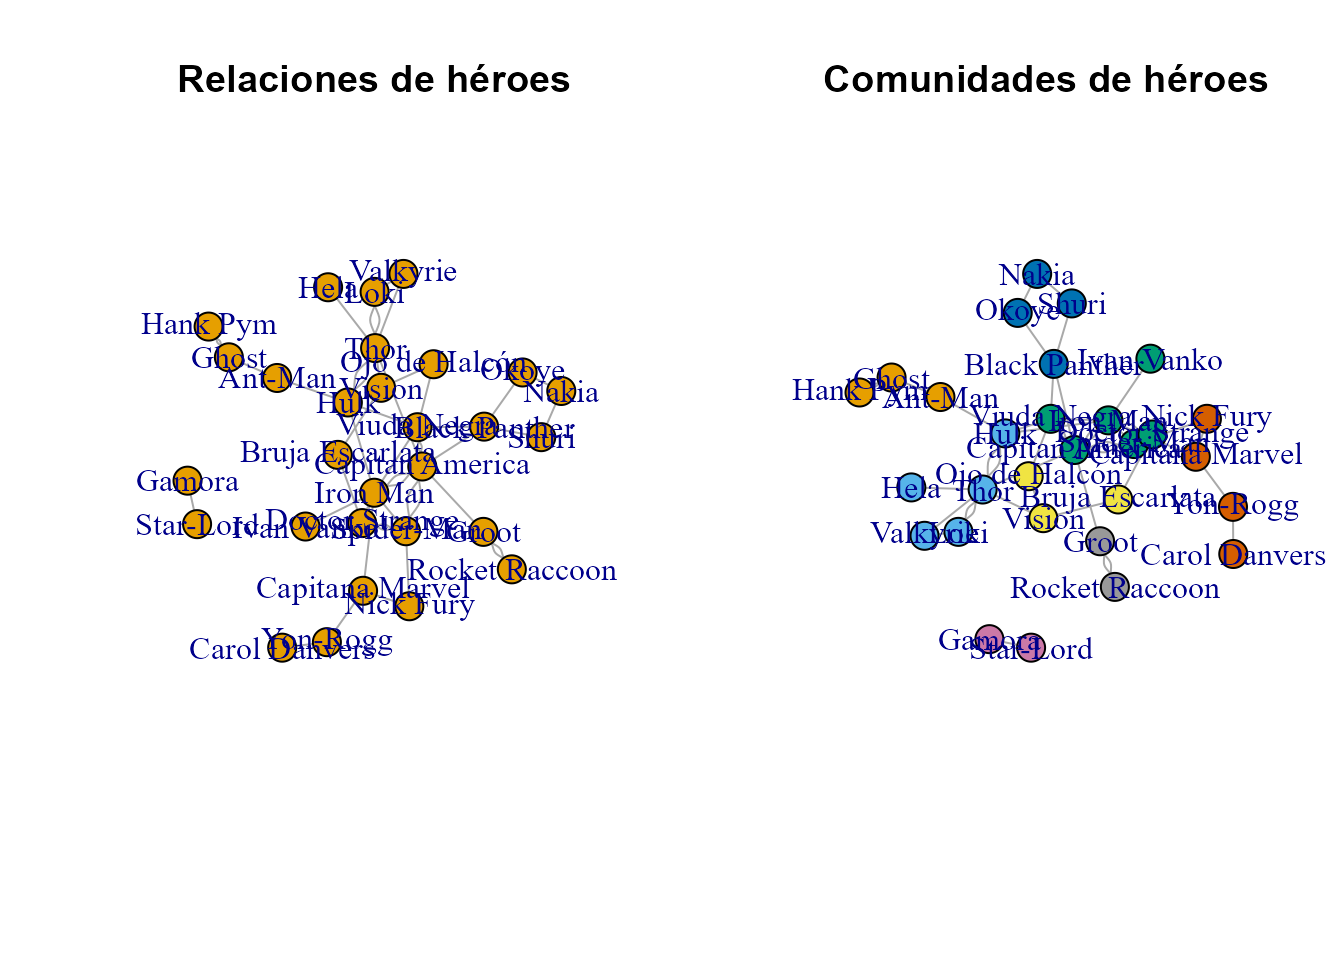 Relaciones de héroes
Valkyrie
Hela
Loki
Hank Pym
Thor
Ghost
Ojo de Halcón
Okoye
Ant-Man
Visión
Nakia
Hulk
Viuda Negra
Black Panther
Shuri
Bruja Escarlata
Capitan America
Gamora
Iron Man
Doctor Strange
Star-Lord
Ivan Vanko
Spider-Man
Groot
Rocket Raccoon
Capitana Marvel
Nick Fury
Yon-Rogg
Carol Danvers
Comunidades de héroes
Nakia
Shuri
Okoye
Black Panther
Ivan Vanko
Ghost
Hank Pym
Ant-Man
Viuda Negra
Iron Man
Nick Fury
Hulk
Doctor Strange
Spider-Man
Capitan America
Capitana Marvel
Ojo de Halcón
Hela
Thor
Bruja Escarlata
Yon-Rogg
Visión
Valkyrie
Loki
Groot
Carol Danvers
Rocket Raccoon
Gamora
Star-Lord